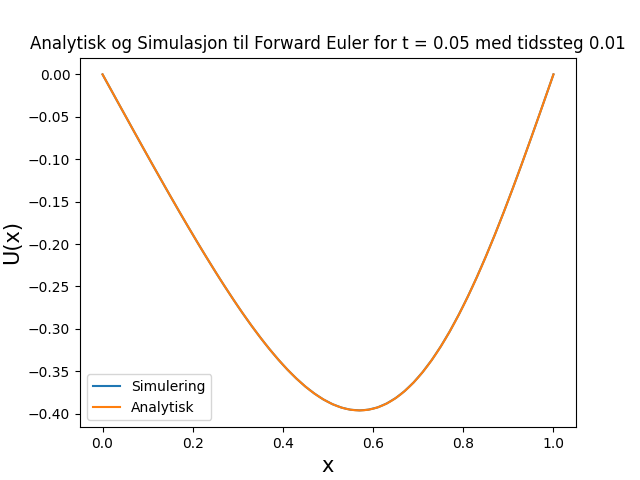 Analytisk og Simulasjon til Forward Euler for t = 0.05 med tidssteg 0.01
0.00
−0.05
−0.10
−0.15
−0.20
−0.25
−0.30
−0.35
−0.40
U(x)
Simulering
Analytisk
0.0 0.2 0.4 0.6 0.8 1.0
x